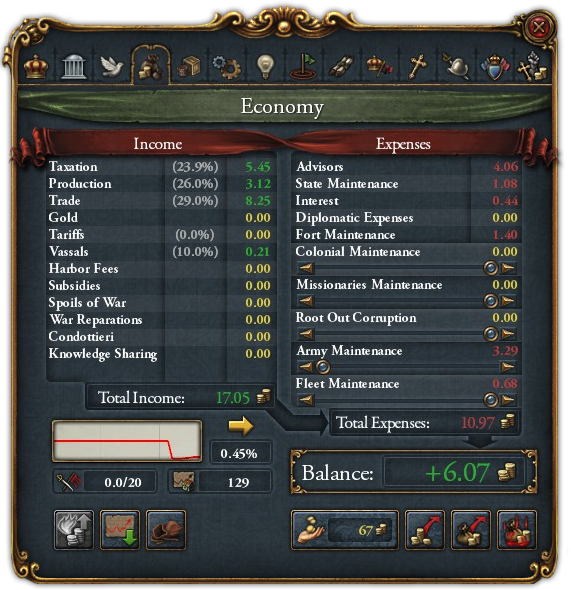 Economy
Income
Taxation (23.9%) 5.45
Production (26.0%) 3.12
Trade (29.0%) 8.25
Gold 0.00
Tariffs (0.0%) 0.00
Vassals (10.0%) 0.21
Harbor Fees 0.00
Subsidies 0.00
Spoils of War 0.00
War Reparations 0.00
Condottieri 0.00
Knowledge Sharing 0.00
Total Income: 17.05
Expenses
Advisors 4.06
State Maintenance 1.08
Interest 0.44
Diplomatic Expenses 0.00
Fort Maintenance 1.40
Colonial Maintenance 0.00
Missionaries Maintenance 0.00
Root Out Corruption 0.00
Army Maintenance 3.29
Fleet Maintenance 0.68
Total Expenses: 10.97
0.45%
0.0/20 129
Balance: +6.07
67